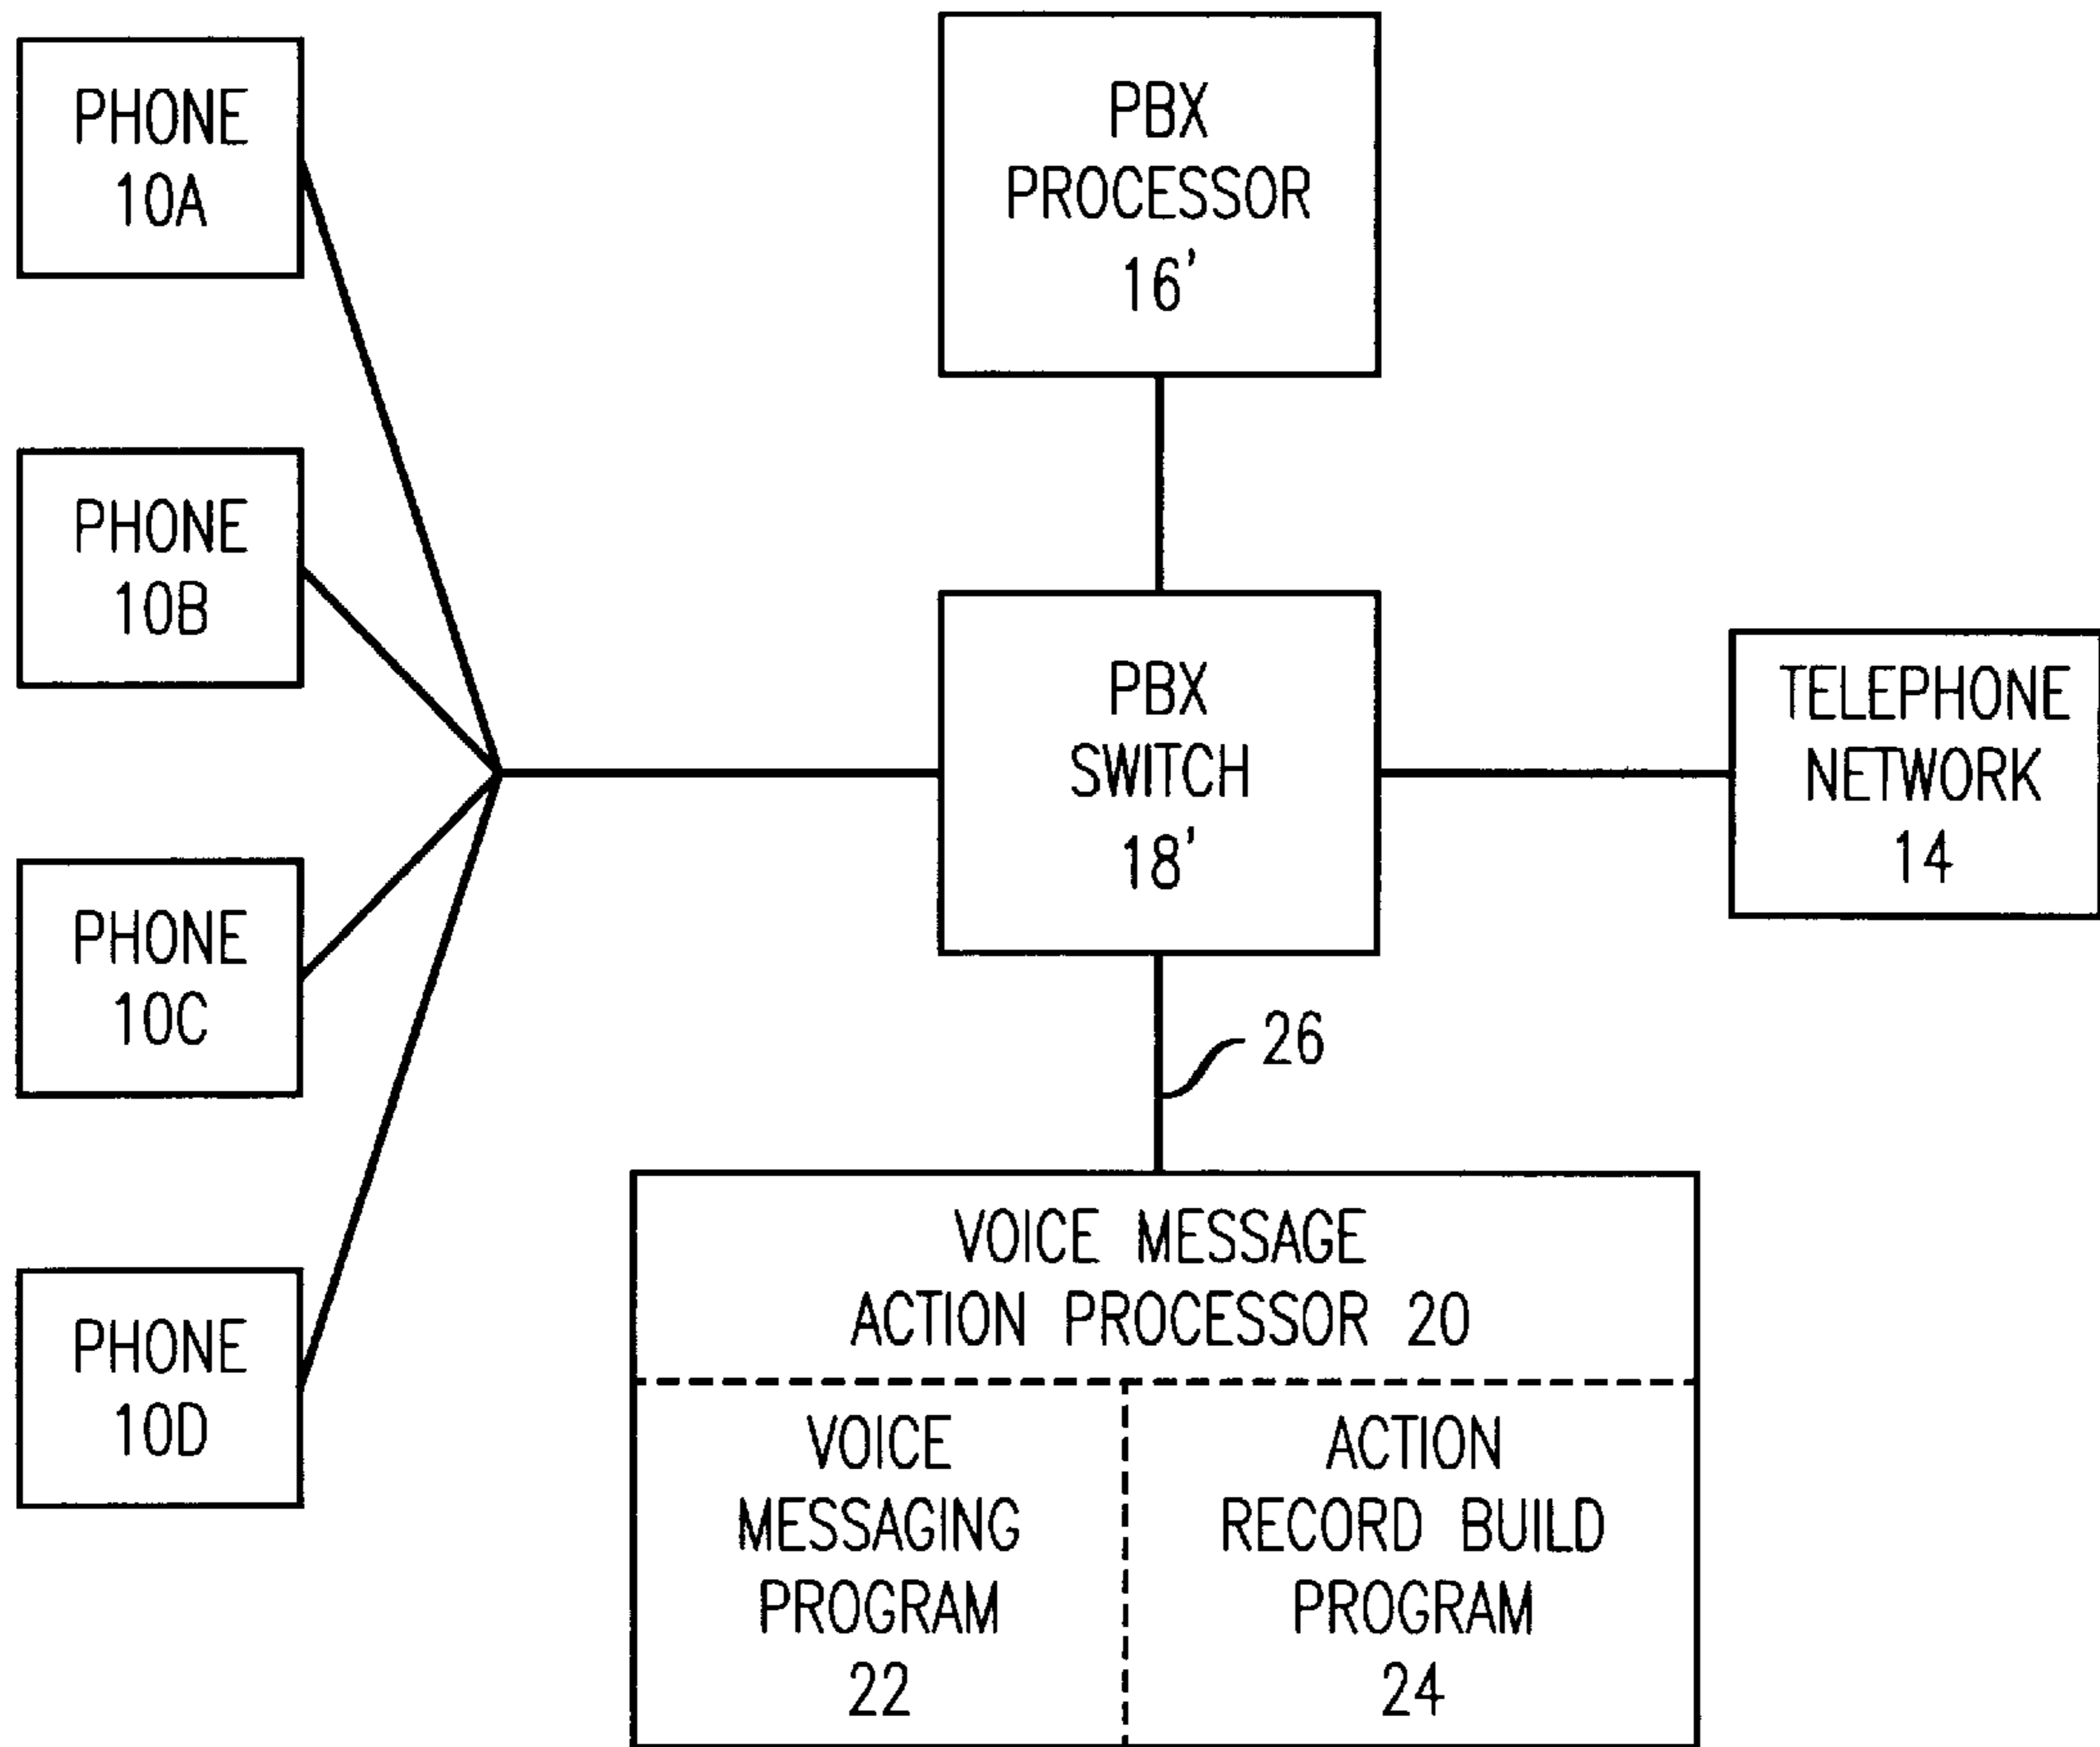 PHONE
10A
PHONE
10B
PHONE
10C
PHONE
10D
PBX
PROCESSOR
16'
PBX
SWITCH
18'
TELEPHONE
NETWORK
14
26
VOICE MESSAGE
ACTION PROCESSOR 20
VOICE
MESSAGING
PROGRAM
22
ACTION
RECORD BUILD
PROGRAM
24